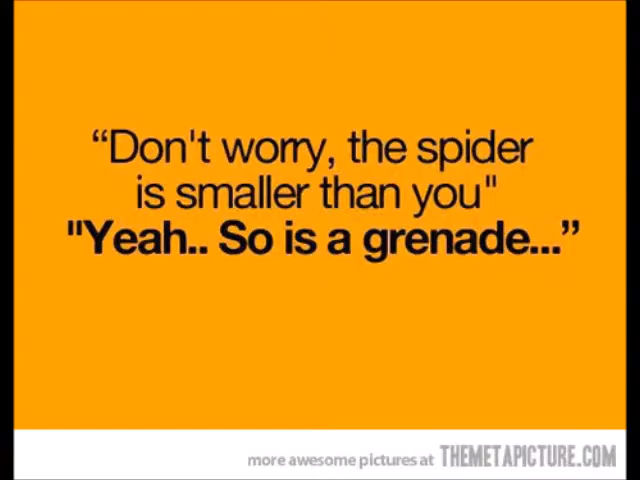 “Don't worry, the spider
is smaller than you"
"Yeah.. So is a grenade...”
more awesome pictures at THEMETAPICTURE.COM